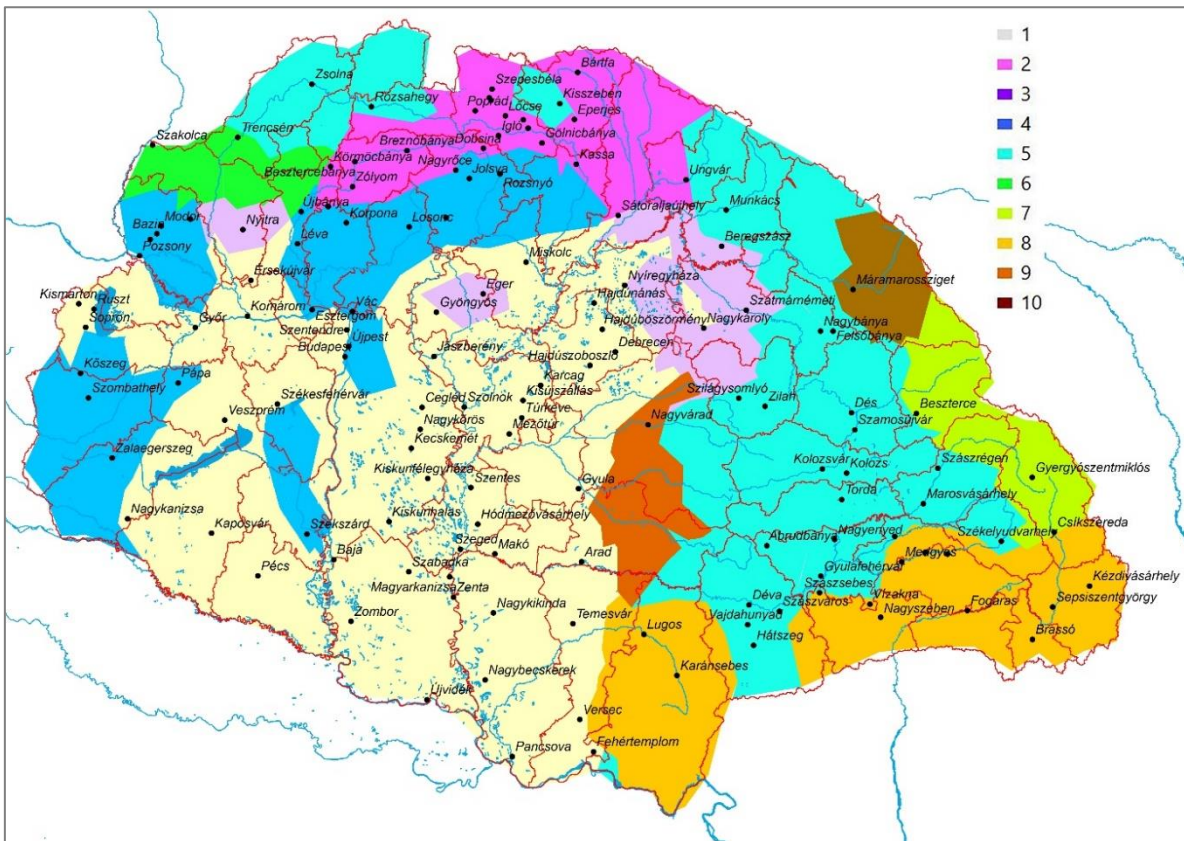 1
2
3
4
5
6
7
8
9
10
Bártfa
Zsolna
Szepesbéla
Rózsahegy
Poprád
Kisszeben
Lőcse
Eperjes
Igló
Szakolca
Trencsén
Breznóbánya
Dobsina
Gölnicbánya
Körmöcbánya
Nagyrőce
Jolsva
Kassa
Besztercebánya
Zólyom
Rozsnyó
Ungvár
Újbánya
Korpona
Losonc
Sátoraljaújhely
Munkács
Modor
Bazin
Nyitra
Pozsony
Léva
Beregszász
Miskolc
Érsekújvár
Nyíregyháza
Máramarossziget
Kismárton
Ruszt
Eger
Hajdúnánás
Sopron
Komárom
Vác
Gyöngyös
Szatmárnémeti
Győr
Esztergom
Hajdúböszörmény
Nagykároly
Szentendre
Újpest
Nagybánya
Felsőbánya
Budapest
Jászberény
Debrecen
Kőszeg
Hajdúszoboszló
Pápa
Karcag
Szombathely
Kisújszállás
Szilágysomlyó
Székesfehérvár
Cegléd
Szolnok
Zilah
Veszprém
Túrkeve
Dés
Beszterce
Nagykőrös
Mezőtúr
Nagyvárad
Szamosújvár
Kecskemét
Zalaegerszeg
Kiskunfélegyháza
Kolozsvár
Kolozs
Szászrégen
Gyergyószentmiklós
Szentes
Gyula
Torda
Marosvásárhely
Nagykanizsa
Kaposvár
Kiskunhalas
Hódmezővásárhely
Szekszárd
Abrudbánya
Nagyenyed
Székelyudvarhely
Csíkszereda
Baja
Szeged
Makó
Arad
Medgyes
Pécs
Szabadka
Gyulafehérvár
Kézdivásárhely
Magyarkanizsa
Zenta
Szászsebes
Vízakna
Nagykikinda
Déva
Szászváros
Fogaras
Sepsiszentgyörgy
Zombor
Temesvár
Vajdahunyad
Nagyszeben
Lugos
Hátszeg
Brassó
Nagybecskerek
Karánsebes
Újvidék
Versec
Pancsova
Fehértemplom